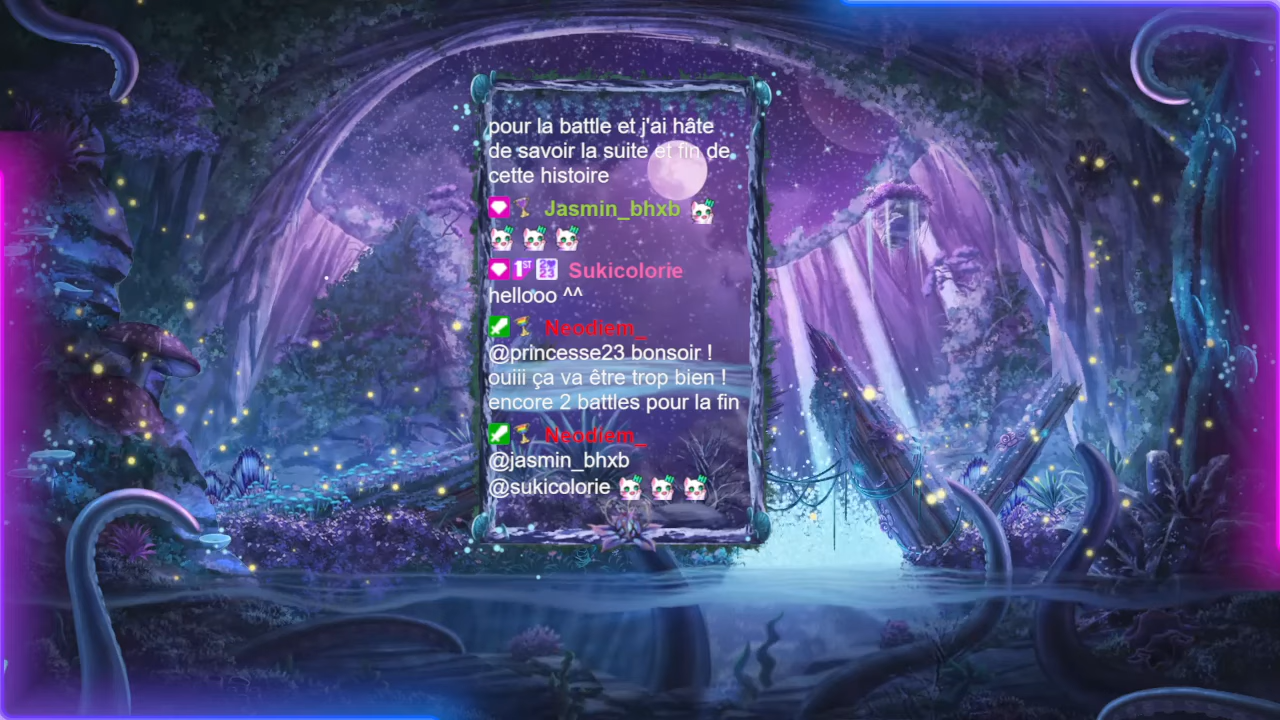 pour la battle et j'ai hâte
de savoir la suite et fin de
cette histoire
Jasmin_bhxb
1ST Sukicolorie
hellooo ^^
Neodiem_
@princesse23 bonsoir !
ouiii ça va être trop bien !
encore 2 battles pour la fin
Neodiem_
@jasmin_bhxb
@sukicolorie